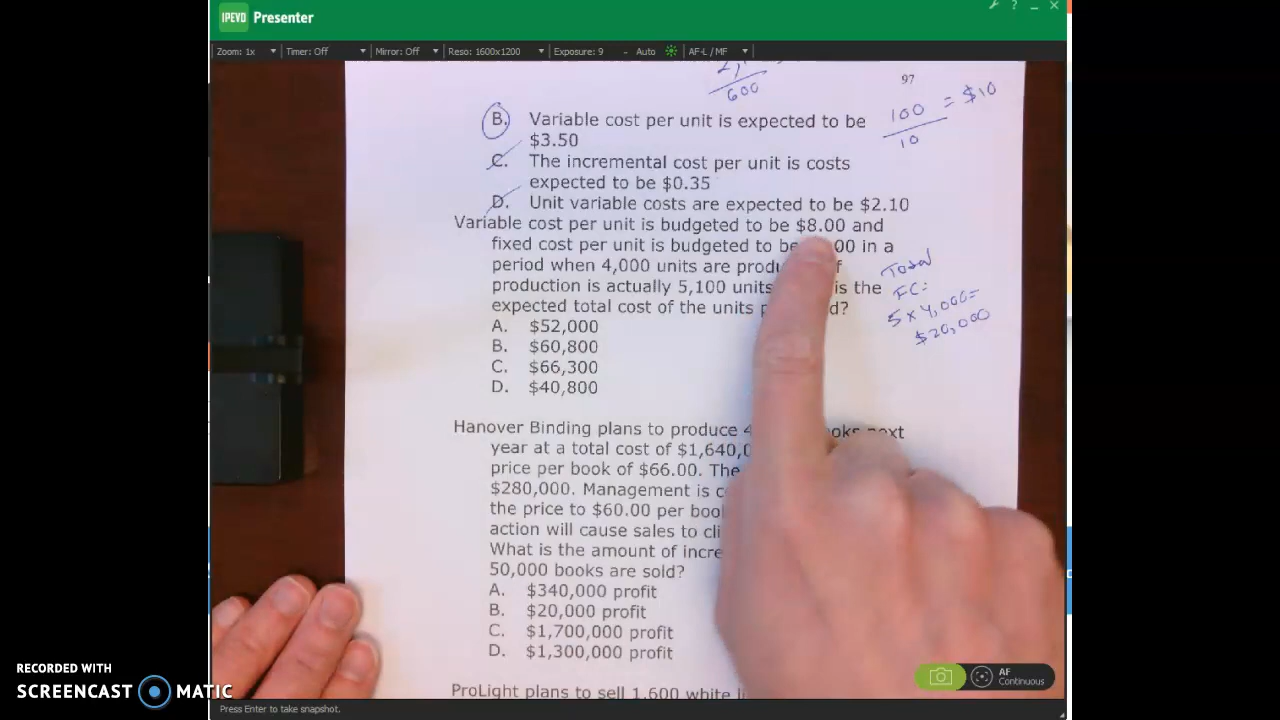 IPEVO Presenter
Zoom: 1x Timer: Off Mirror: Off Reso: 1600x1200 Exposure: 9 - Auto AF-L / MF
97
600
100 = $10
10
B. Variable cost per unit is expected to be
$3.50
C. The incremental cost per unit is costs
expected to be $0.35
D. Unit variable costs are expected to be $2.10
Variable cost per unit is budgeted to be $8.00 and
fixed cost per unit is budgeted to be 00 in a
period when 4,000 units are
production is actually 5,100 units is the
expected total cost of the units
A. $52,000
B. $60,800
C. $66,300
D. $40,800
Total
FC:
5 x 4,000=
$20,000
Hanover Binding plans to produce next
year at a total cost of
price per book of $66.00. The
$280,000. Management is
the price to $60.00 per
action will cause sales to
What is the amount of
50,000 books are sold?
A. $340,000 profit
B. $20,000 profit
C. $1,700,000 profit
D. $1,300,000 profit
ProLight plans to sell 1,600 white
AF
Continuous
Press Enter to take snapshot.
RECORDED WITH
SCREENCAST MATIC